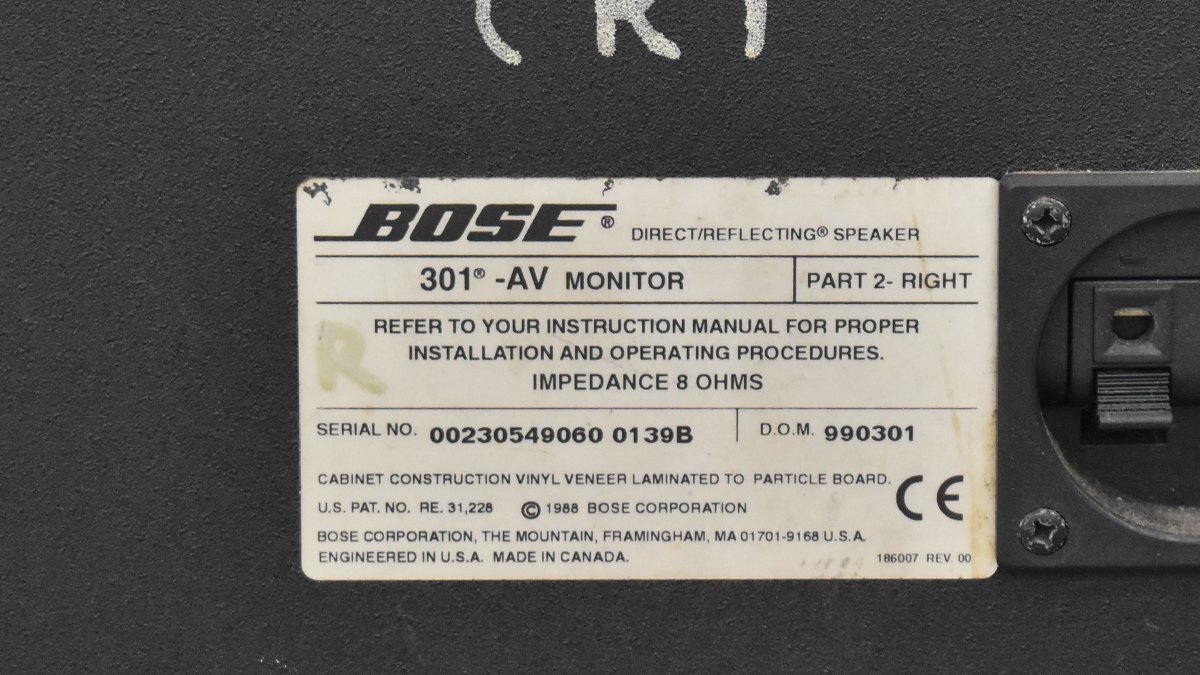 (R)
BOSE® DIRECT/REFLECTING® SPEAKER
301® -AV MONITOR PART 2- RIGHT
R
REFER TO YOUR INSTRUCTION MANUAL FOR PROPER
INSTALLATION AND OPERATING PROCEDURES.
IMPEDANCE 8 OHMS
SERIAL NO. 00230549060 0139B D.O.M. 990301
CABINET CONSTRUCTION VINYL VENEER LAMINATED TO PARTICLE BOARD.
U.S. PAT. NO. RE. 31,228 © 1988 BOSE CORPORATION CE
BOSE CORPORATION, THE MOUNTAIN, FRAMINGHAM, MA 01701-9168 U.S.A.
ENGINEERED IN U.S.A. MADE IN CANADA. 186007 REV. 00